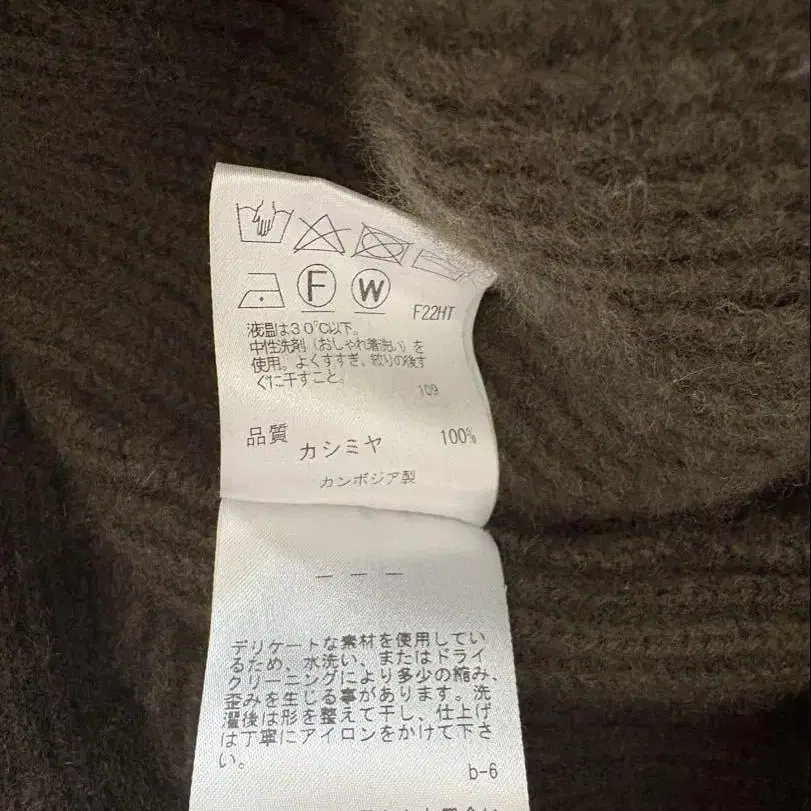 F W
F22HT
液温は30℃以下。
中性洗剤(おしゃれ着洗い)を
使用。よくすすぎ、絞りの後す
ぐに干すこと。
109
品質 カシミヤ 100%
カンボジア製
— — —
デリケートな素材を使用してい
るため、水洗い、またはドライ
クリーニングにより多少の縮み、
歪みを生じる事があります。洗
濯後は形を整えて干し、仕上げ
は丁寧にアイロンをかけて下さ
い。
b-6